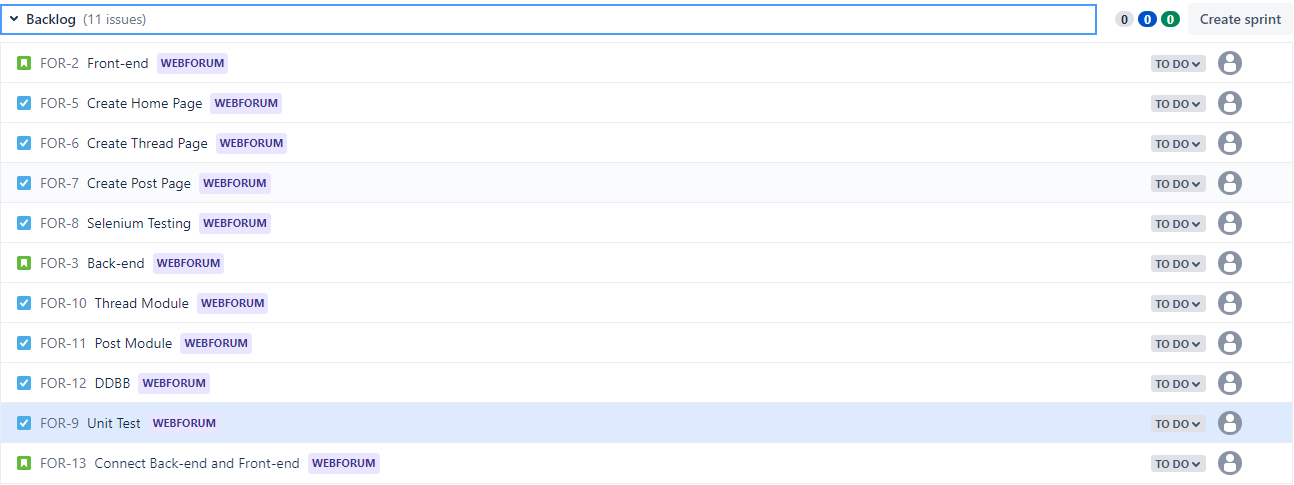 Backlog (11 issues) 0 0 0 Create sprint
FOR-2 Front-end WEBFORUM TO DO
FOR-5 Create Home Page WEBFORUM TO DO
FOR-6 Create Thread Page WEBFORUM TO DO
FOR-7 Create Post Page WEBFORUM TO DO
FOR-8 Selenium Testing WEBFORUM TO DO
FOR-3 Back-end WEBFORUM TO DO
FOR-10 Thread Module WEBFORUM TO DO
FOR-11 Post Module WEBFORUM TO DO
FOR-12 DDBB WEBFORUM TO DO
FOR-9 Unit Test WEBFORUM TO DO
FOR-13 Connect Back-end and Front-end WEBFORUM TO DO